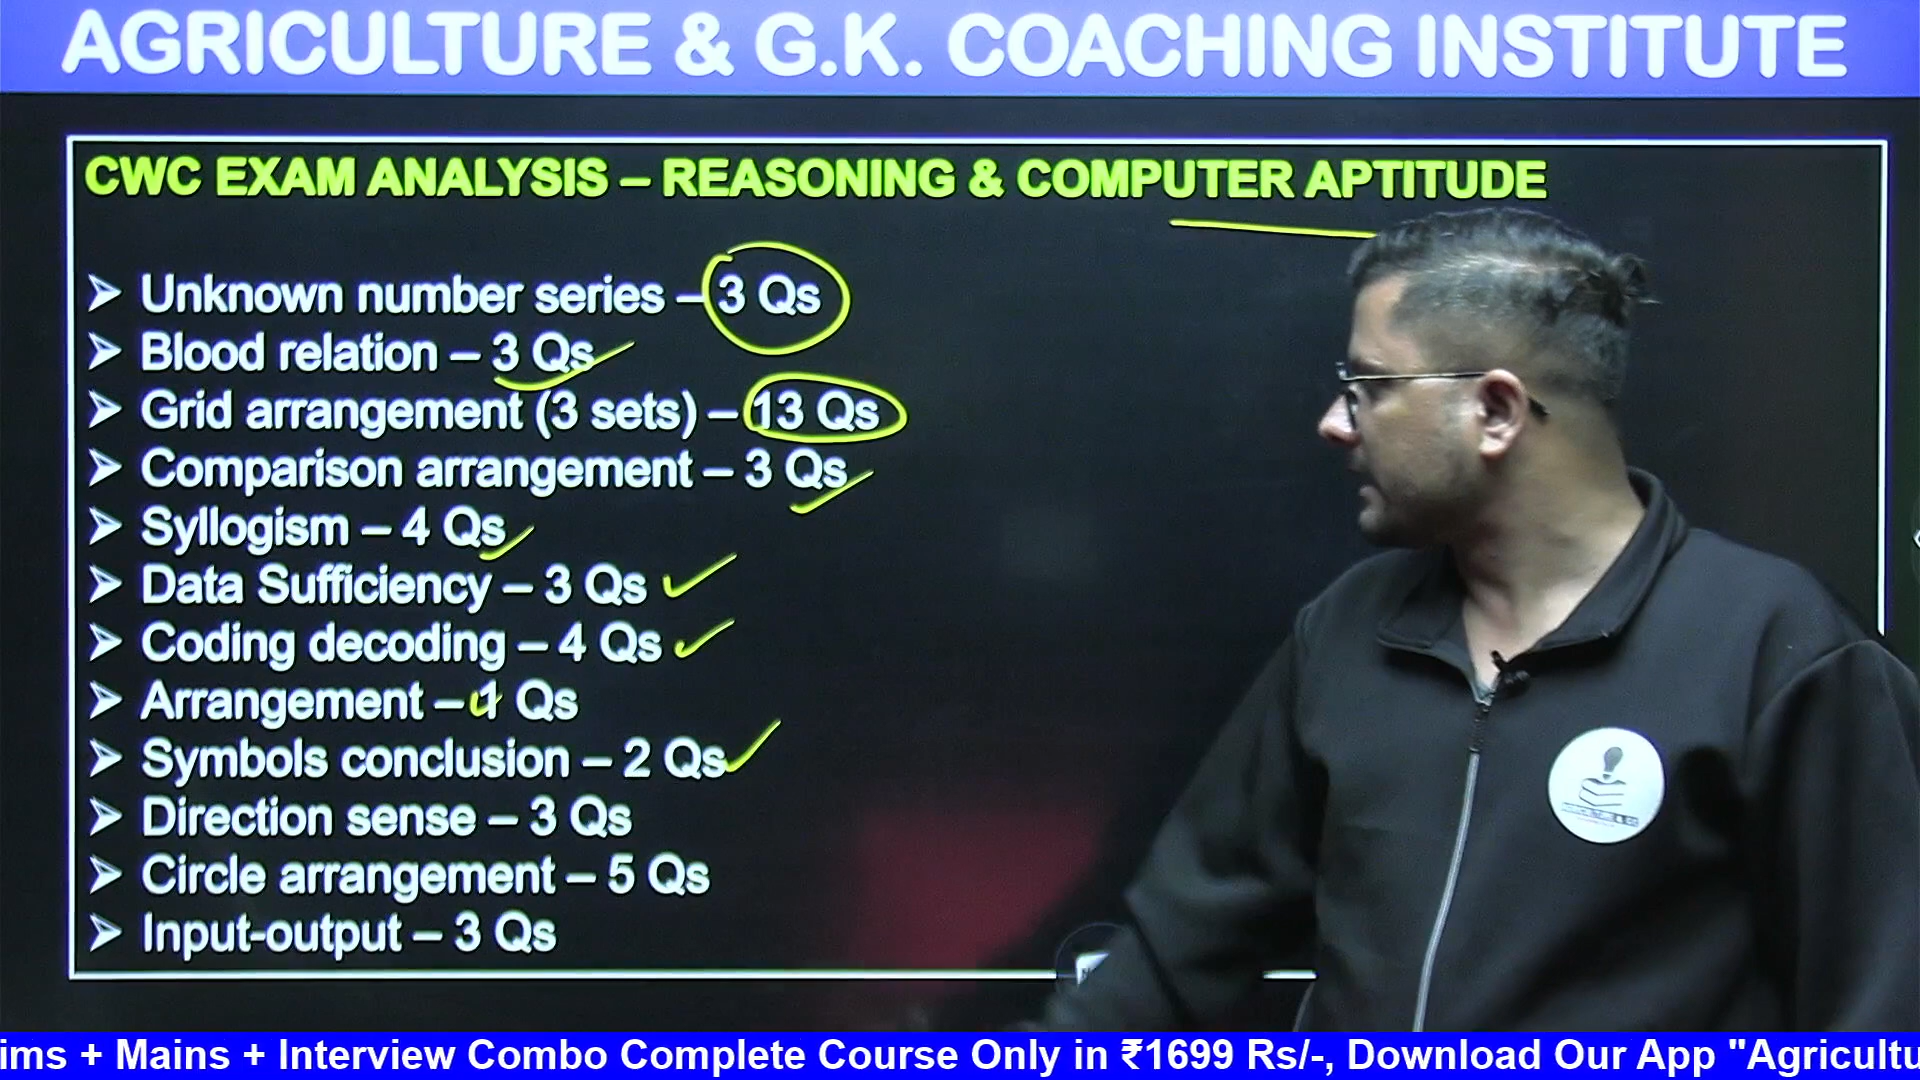 AGRICULTURE & G.K. COACHING INSTITUTE
CWC EXAM ANALYSIS – REASONING & COMPUTER APTITUDE
➤ Unknown number series – 3 Qs
➤ Blood relation – 3 Qs
➤ Grid arrangement (3 sets) – 13 Qs
➤ Comparison arrangement – 3 Qs
➤ Syllogism – 4 Qs
➤ Data Sufficiency – 3 Qs
➤ Coding decoding – 4 Qs
➤ Arrangement – 1 Qs
➤ Symbols conclusion – 2 Qs
➤ Direction sense – 3 Qs
➤ Circle arrangement – 5 Qs
➤ Input-output – 3 Qs
ims + Mains + Interview Combo Complete Course Only in ₹1699 Rs/-, Download Our App "Agricultu